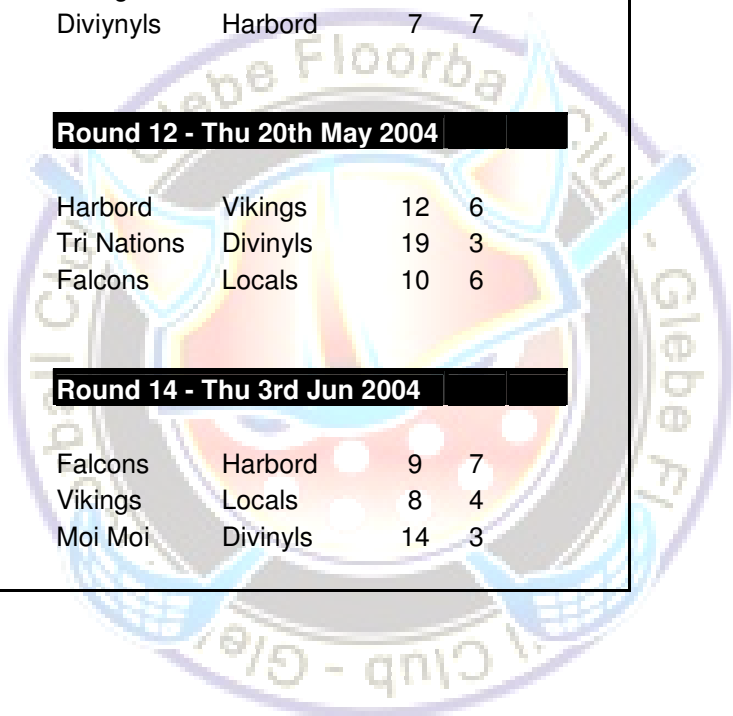 Diviynyls Harbord 7 7
Round 12 - Thu 20th May 2004
Harbord Vikings 12 6
Tri Nations Divinyls 19 3
Falcons Locals 10 6
Round 14 - Thu 3rd Jun 2004
Falcons Harbord 9 7
Vikings Locals 8 4
Moi Moi Divinyls 14 3